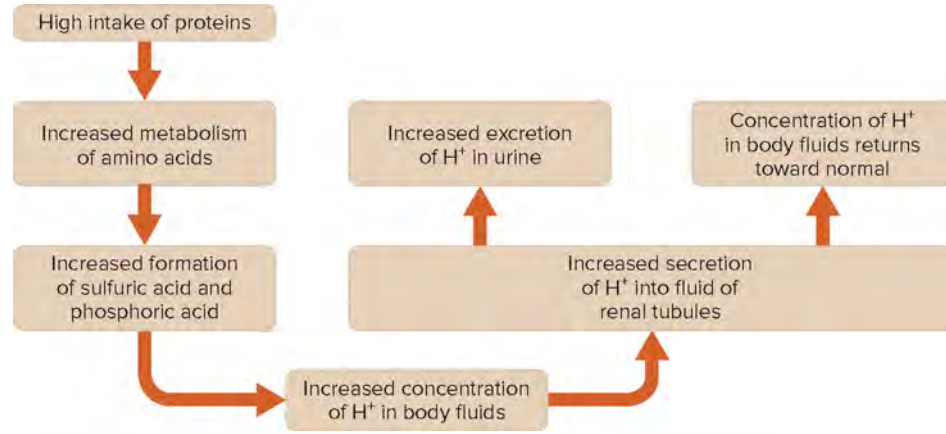 High intake of proteins
Increased metabolism
of amino acids
Increased formation
of sulfuric acid and
phosphoric acid
Increased concentration
of H⁺ in body fluids
Increased secretion
of H⁺ into fluid of
renal tubules
Increased excretion
of H⁺ in urine
Concentration of H⁺
in body fluids returns
toward normal